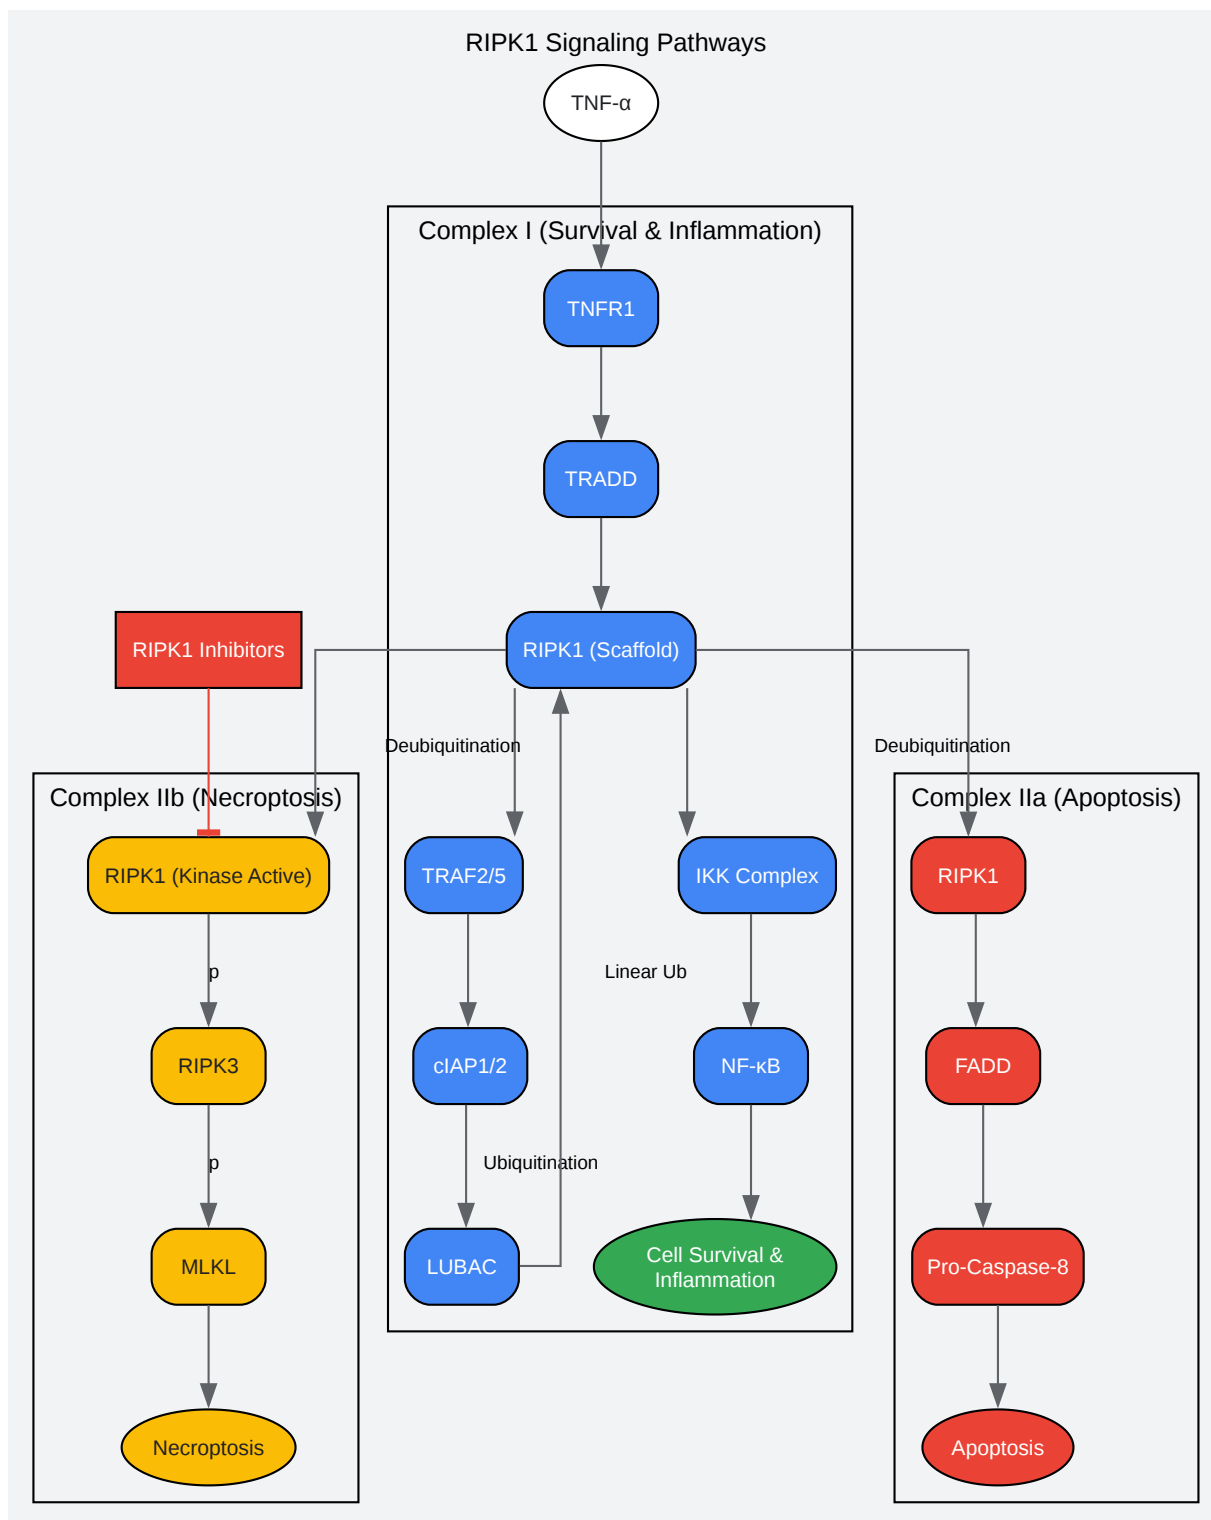 RIPK1 Signaling Pathways
TNF-α
Complex I (Survival & Inflammation)
TNFR1
TRADD
RIPK1 Inhibitors
RIPK1 (Scaffold)
Deubiquitination
Deubiquitination
Complex IIb (Necroptosis)
Complex IIa (Apoptosis)
RIPK1 (Kinase Active)
TRAF2/5
IKK Complex
RIPK1
p
Linear Ub
RIPK3
cIAP1/2
NF-κB
FADD
p
Ubiquitination
MLKL
LUBAC
Cell Survival &
Inflammation
Pro-Caspase-8
Necroptosis
Apoptosis